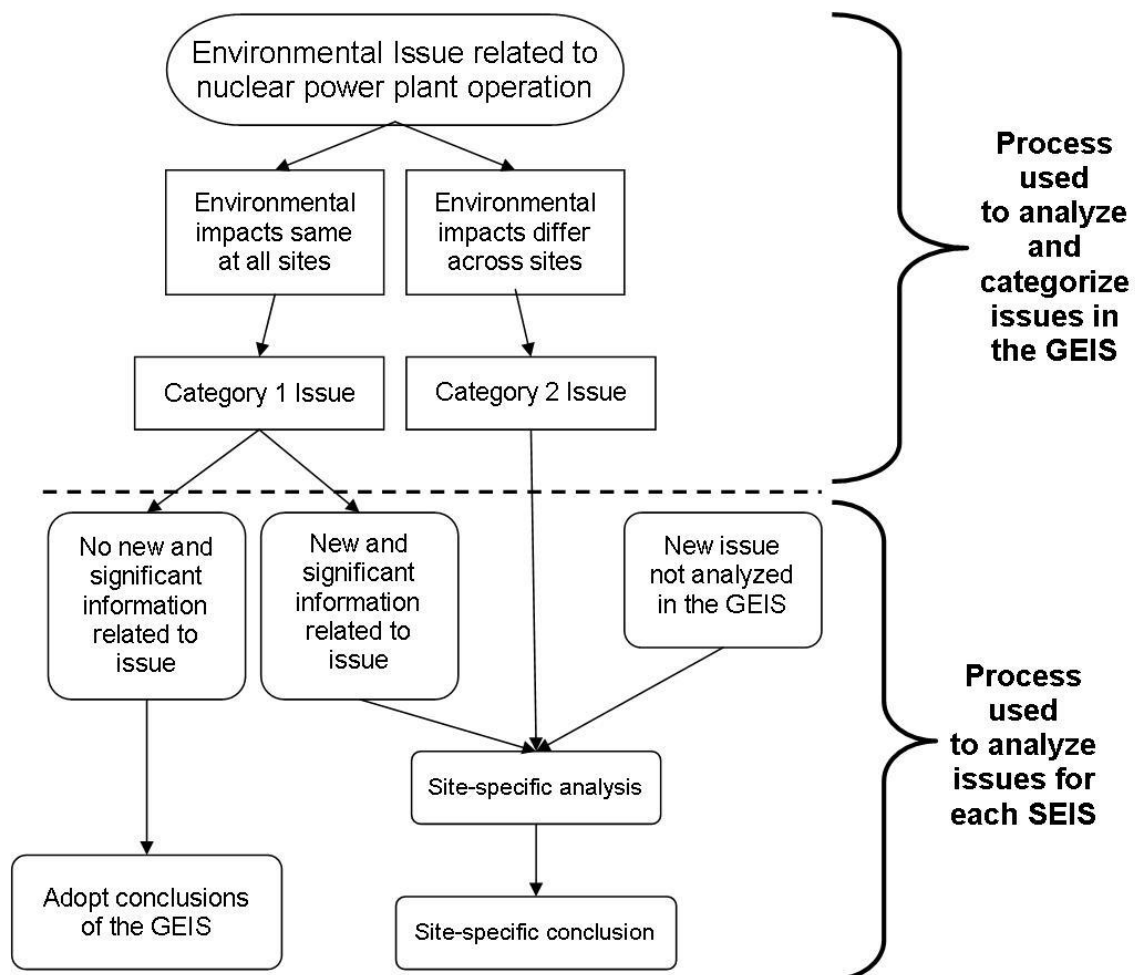 Environmental Issue related to
nuclear power plant operation
Environmental
impacts same
at all sites
Environmental
impacts differ
across sites
Process
used
to analyze
and
categorize
issues in
the GEIS
Category 1 Issue
Category 2 Issue
No new and
significant
information
related to
issue
New and
significant
information
related to
issue
New issue
not analyzed
in the GEIS
Process
used
to analyze
issues for
each SEIS
Site-specific analysis
Adopt conclusions
of the GEIS
Site-specific conclusion